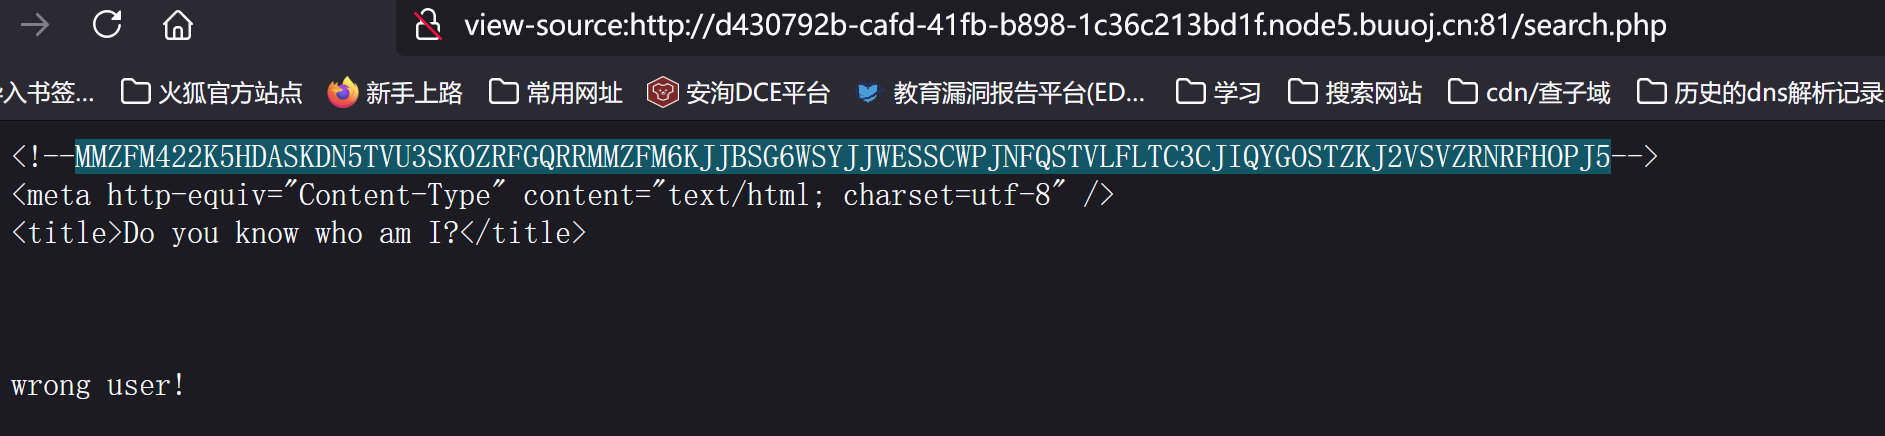 view-source:http://d430792b-cafd-41fb-b898-1c36c213bd1f.node5.buuoj.cn:81/search.php
入书签... 火狐官方站点 新手上路 常用网址 安洵DCE平台 教育漏洞报告平台(ED... 学习 搜索网站 cdn/查子域 历史的dns解析记录
<!--MMZFM422K5HDASKDN5TVU3SKOZRFGQRRMMZFM6KJJBSG6WSYJJWESSCWPJNFQSTVLFLTC3CJIQYGOSTZKJ2VSVZRNRFHOPJ5-->
<meta http-equiv="Content-Type" content="text/html; charset=utf-8" />
<title>Do you know who am I?</title>
wrong user!